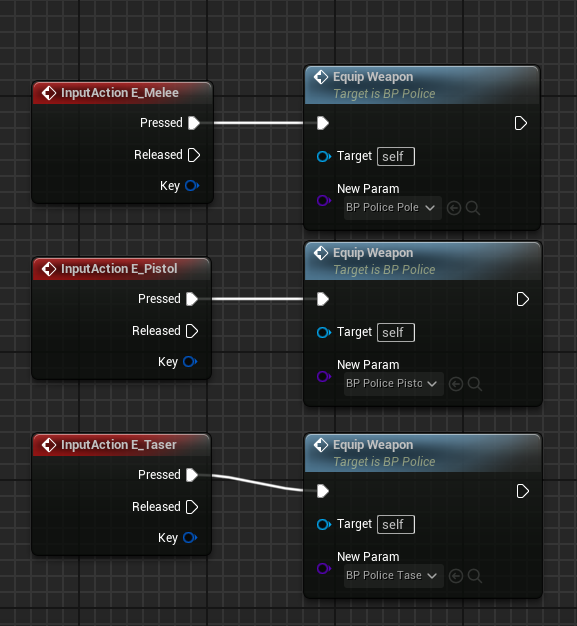 InputAction E_Melee
Pressed
Released
Key
Equip Weapon
Target is BP Police
Target self
New Param
BP Police Pole
InputAction E_Pistol
Pressed
Released
Key
Equip Weapon
Target is BP Police
Target self
New Param
BP Police Pisto
InputAction E_Taser
Pressed
Released
Key
Equip Weapon
Target is BP Police
Target self
New Param
BP Police Tase